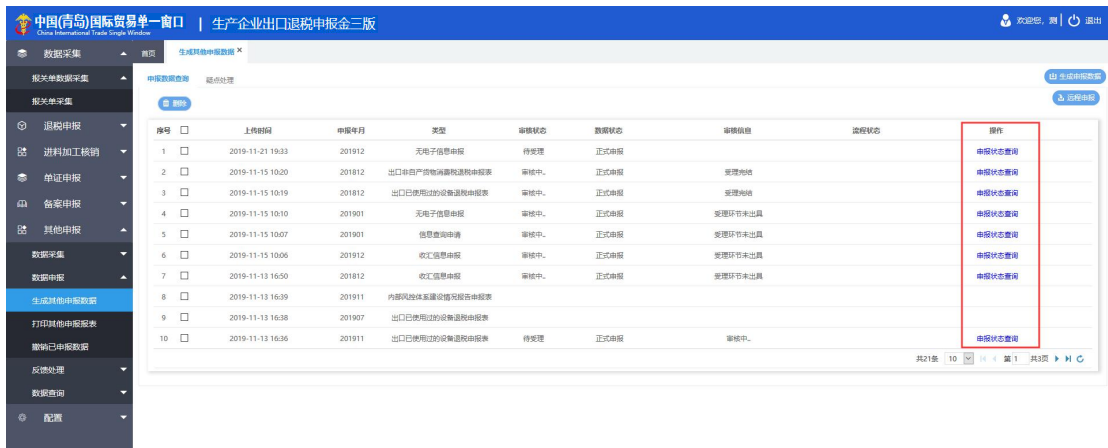 中国(青岛)国际贸易单一窗口 | 生产企业出口退税申报金三版 欢迎您, 测 退出
China International Trade Single Window
数据采集
报关单数据采集
报关单采集
退税申报
进料加工核销
单证申报
备案申报
其他申报
数据采集
数据申报
生成其他申报数据
打印其他申报报表
撤销已申报数据
反馈处理
数据查询
配置
首页 生成其他申报数据 ×
申报数据查询 疑点处理
生成申报数据
远程申报
删除
序号 上传时间 申报年月 类型 审核状态 数据状态 审核信息 流程状态 操作
1 2019-11-21 19:33 201912 无电子信息申报 待受理 正式申报 申报状态查询
2 2019-11-15 10:20 201812 出口非自产货物消费税退税申报表 审核中.. 正式申报 受理完结 申报状态查询
3 2019-11-15 10:19 201812 出口已使用过的设备退税申报表 审核中.. 正式申报 受理完结 申报状态查询
4 2019-11-15 10:10 201901 无电子信息申报 审核中.. 正式申报 受理环节未出具 申报状态查询
5 2019-11-15 10:07 201901 信息查询申请 审核中.. 正式申报 受理环节未出具 申报状态查询
6 2019-11-15 10:06 201912 收汇信息申报 审核中.. 正式申报 受理环节未出具 申报状态查询
7 2019-11-13 16:50 201812 收汇信息申报 审核中.. 正式申报 受理环节未出具 申报状态查询
8 2019-11-13 16:39 201911 内部风控体系建设情况报告申报表
9 2019-11-13 16:38 201907 出口已使用过的设备退税申报表
10 2019-11-13 16:36 201911 出口已使用过的设备退税申报表 待受理 正式申报 审核中.. 申报状态查询
共21条 10 第 1 共3页